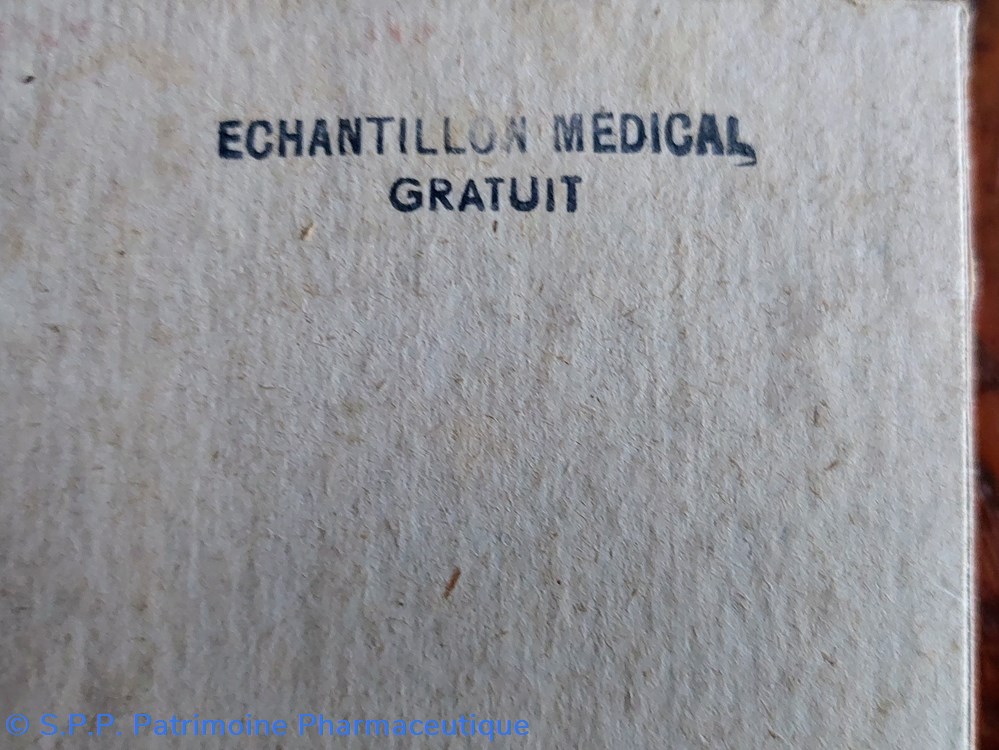 ECHANTILLON MÉDICAL
GRATUIT
© S.P.P. Patrimoine Pharmaceutique